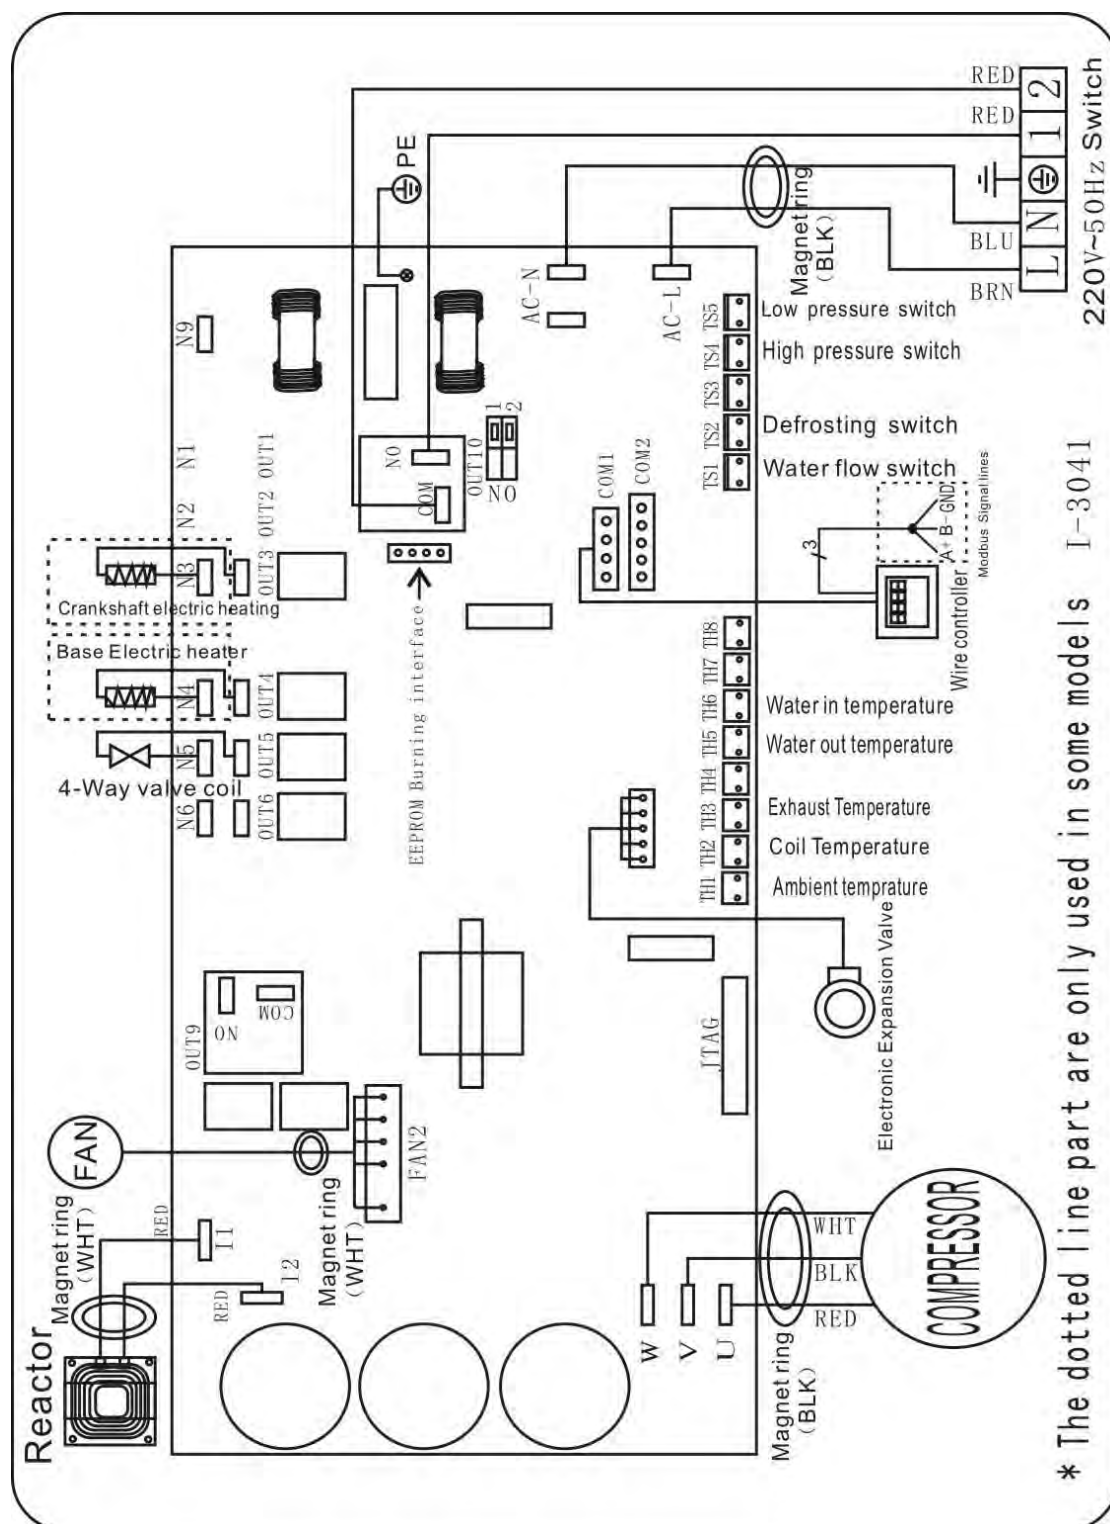 RED
2
RED
1
N
BLU
L
BRN
220V~50Hz Switch
PE
Magnet ring
(BLK)
AC-N
AC-L
N9
N1
N2
N3
N4
N5
N6
OUT1
OUT2
OUT3
OUT4
OUT5
OUT6
Crankshaft electric heating
Base Electric heater
4-Way valve coil
NO
COM
OUT10
1
2
NO
EEPROM Burning interface
COM1
COM2
TS5
Low pressure switch
TS4
High pressure switch
TS3
TS2
Defrosting switch
TS1
Water flow switch
3
A+ B- GND
Modbus Signal lines
Wire controller
TH8
TH7
TH6
Water in temperature
TH5
Water out temperature
TH4
TH3
Exhaust Temperature
TH2
Coil Temperature
TH1
Ambient temprature
Electronic Expansion Valve
JTAG
OUT9
NO
COM
FAN
FAN2
Magnet ring
(WHT)
RED
I1
RED
I2
Magnet ring
(WHT)
Reactor
W
V
U
WHT
BLK
RED
Magnet ring
(BLK)
COMPRESSOR
* The dotted line part are only used in some models
I-3041